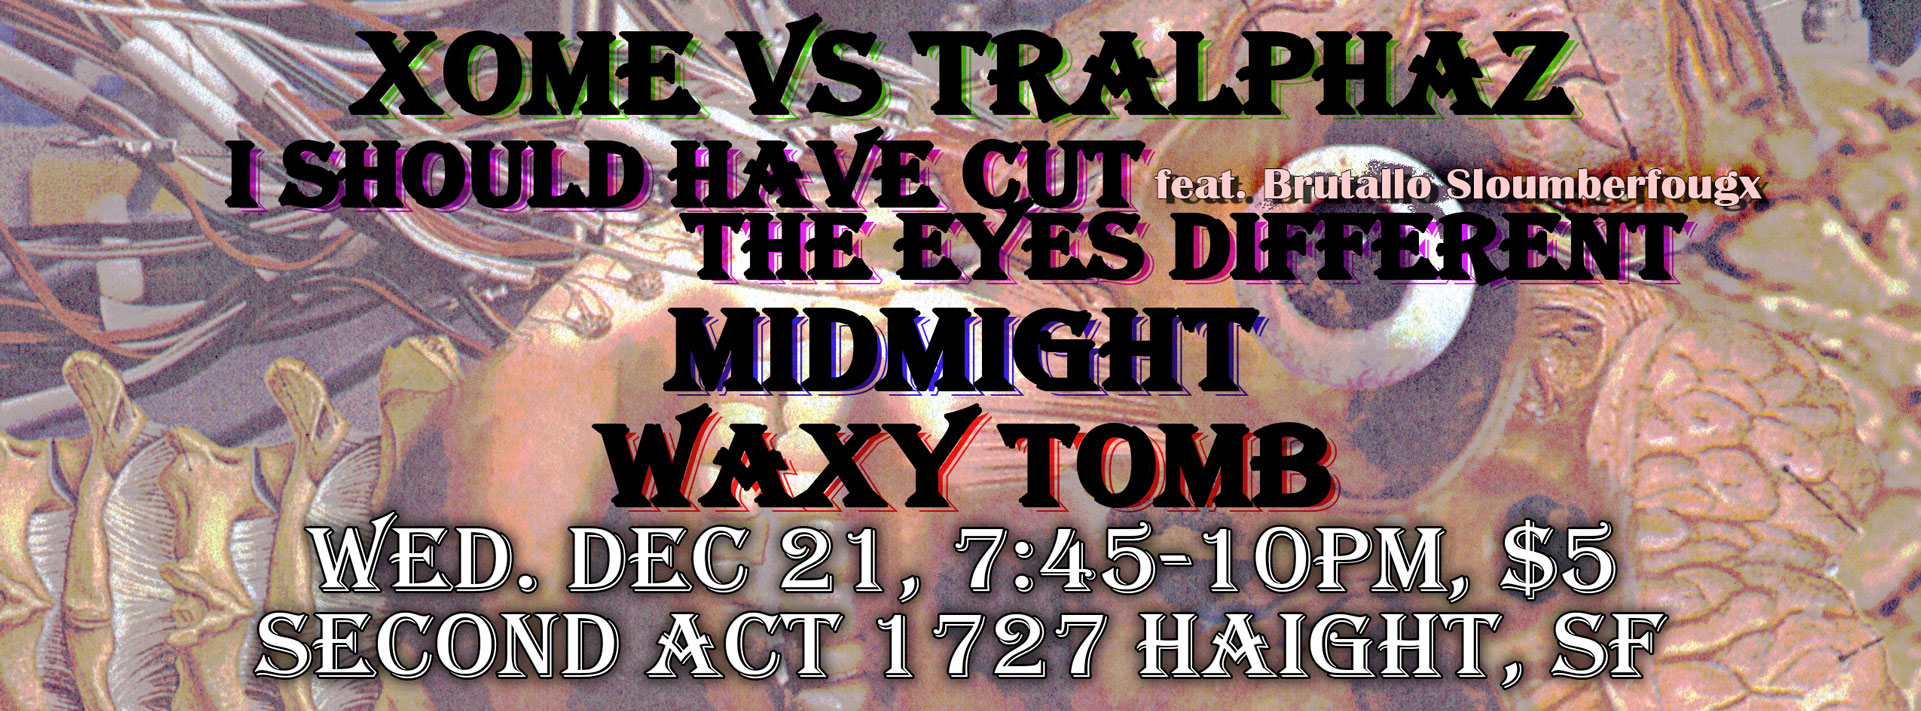 XOME VS TRALPHAZ
I SHOULD HAVE CUT feat. Brutallo Sloumberfougx
THE EYES DIFFERENT
MIDMIGHT
WAXY TOMB
WED. DEC 21, 7:45-10PM, $5
SECOND ACT 1727 HAIGHT, SF